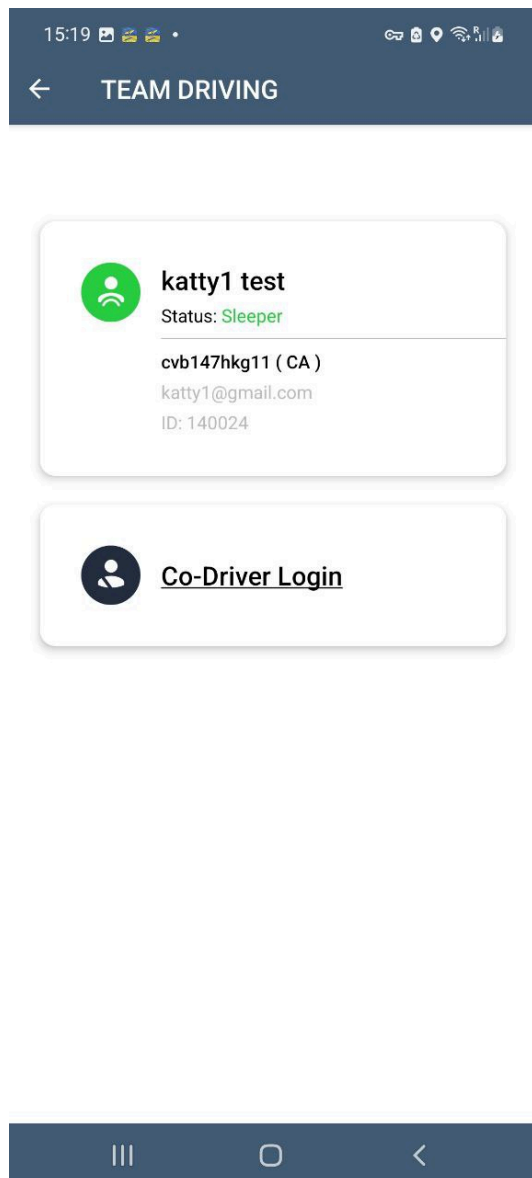 15:19
TEAM DRIVING
katty1 test
Status: Sleeper
cvb147hkg11 ( CA )
katty1@gmail.com
ID: 140024
Co-Driver Login